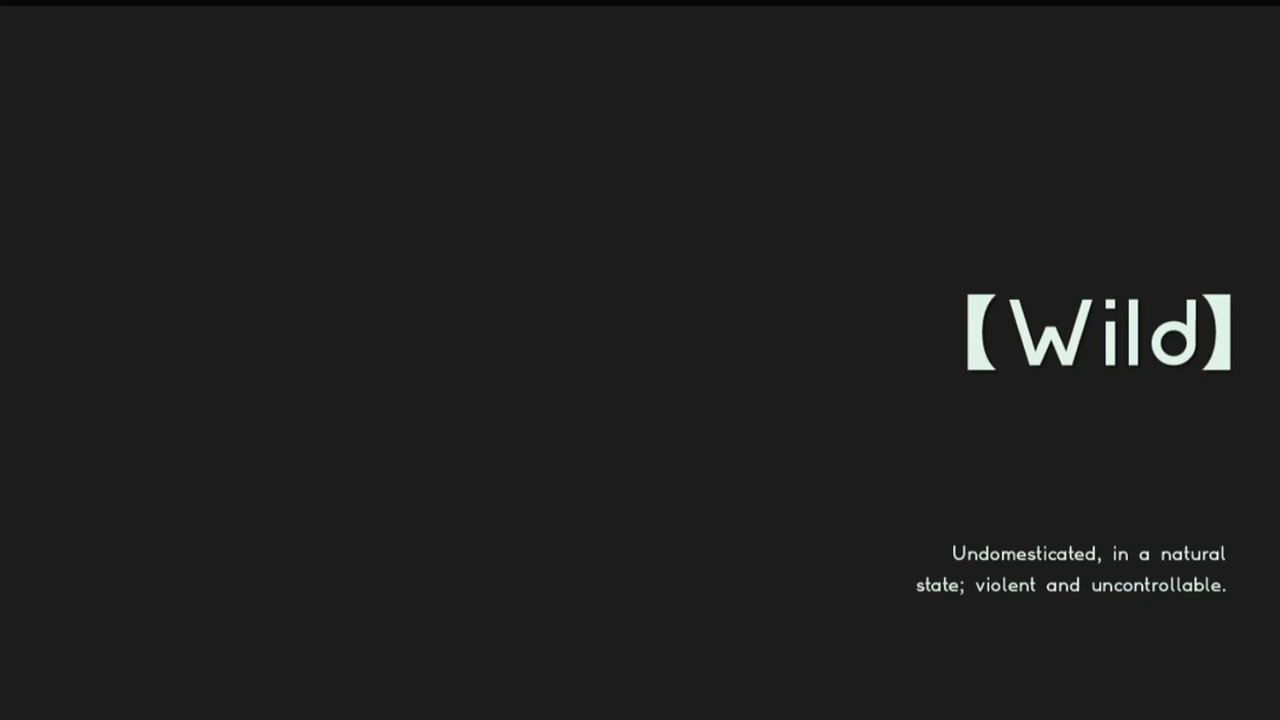 【Wild】
Undomesticated, in a natural
state; violent and uncontrollable.